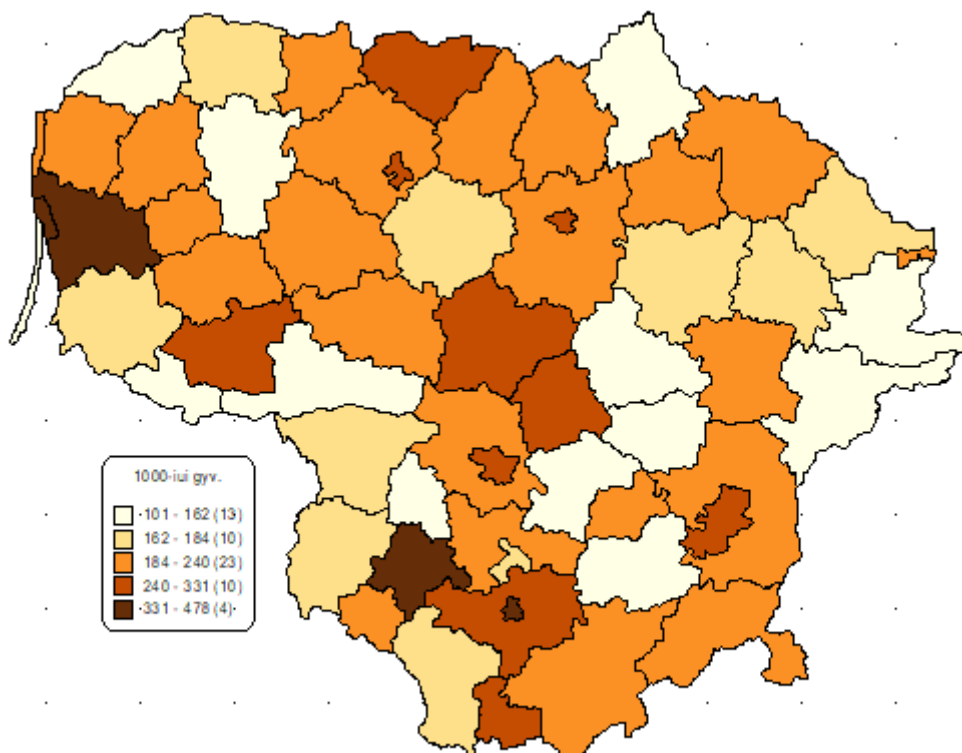 1000-iui gyv.
101 - 162 (13)
162 - 184 (10)
184 - 240 (23)
240 - 331 (10)
331 - 478 (4)